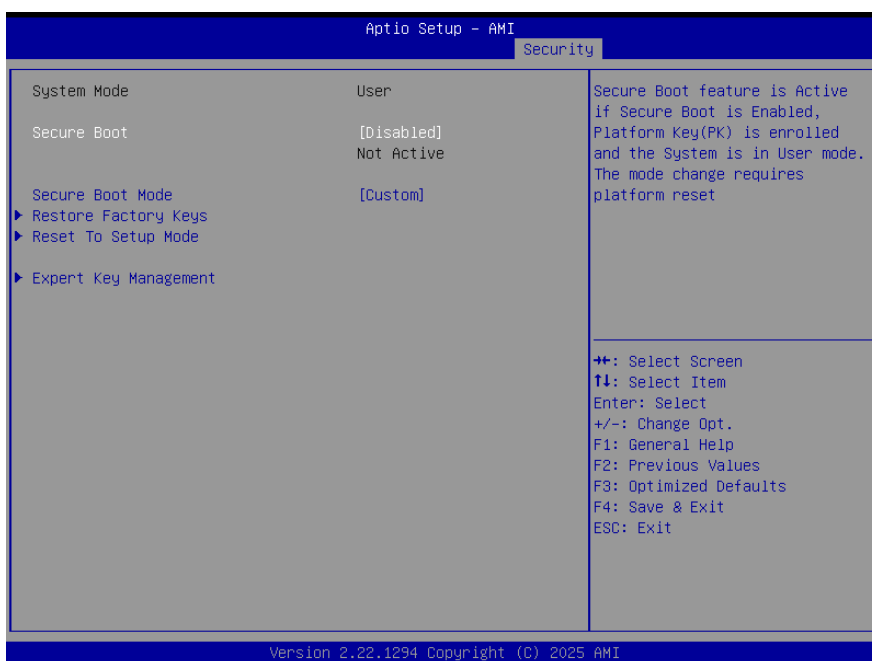 Aptio Setup – AMI
Security
System Mode User
Secure Boot [Disabled]
Not Active
Secure Boot Mode [Custom]
Restore Factory Keys
Reset To Setup Mode
Expert Key Management
Secure Boot feature is Active
if Secure Boot is Enabled,
Platform Key(PK) is enrolled
and the System is in User mode.
The mode change requires
platform reset
→←: Select Screen
↑↓: Select Item
Enter: Select
+/-: Change Opt.
F1: General Help
F2: Previous Values
F3: Optimized Defaults
F4: Save & Exit
ESC: Exit
Version 2.22.1294 Copyright (C) 2025 AMI